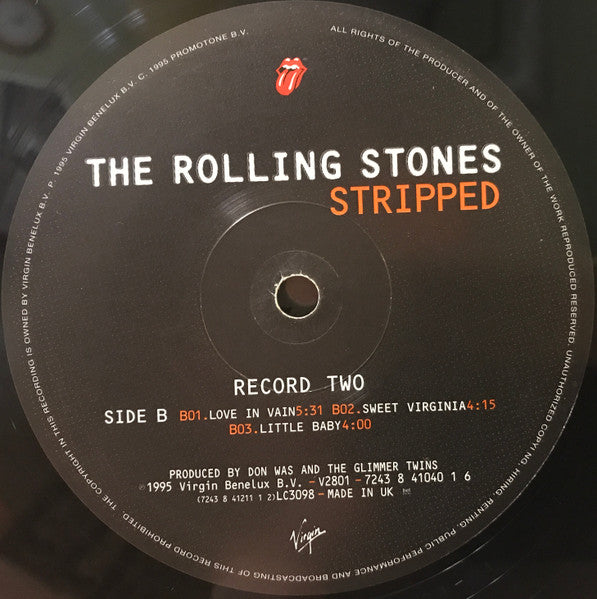 THE ROLLING STONES
STRIPPED
RECORD TWO
SIDE B B01.LOVE IN VAIN5:31 B02.SWEET VIRGINIA4:15
B03.LITTLE BABY4:00
PRODUCED BY DON WAS AND THE GLIMMER TWINS
℗1995 Virgin Benelux B.V. – V2801 – 7243 8 41040 1 6
(7243 8 41211 1 2)LC3098 – MADE IN UK
Virgin
ALL RIGHTS OF THE PRODUCER AND OF THE OWNER OF THE WORK REPRODUCED RESERVED. UNAUTHORIZED COPYING, HIRING, RENTING, PUBLIC PERFORMANCE AND BROADCASTING OF THIS RECORD PROHIBITED. THE COPYRIGHT IN THIS RECORDING IS OWNED BY VIRGIN BENELUX B.V. P. 1995 VIRGIN BENELUX B.V. C. 1995 PROMOTONE B.V.